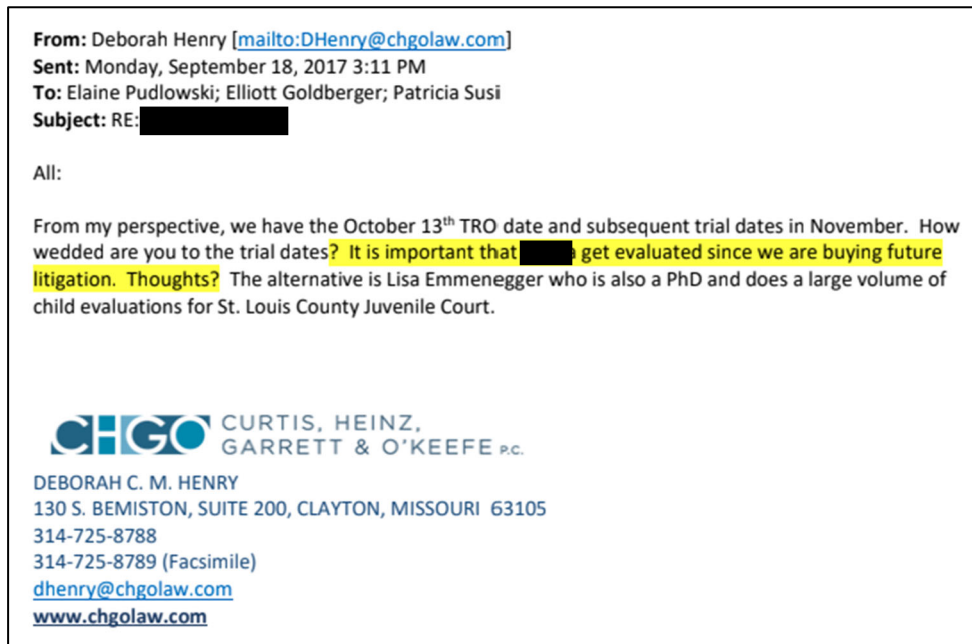 From: Deborah Henry [mailto:DHenry@chgolaw.com]
Sent: Monday, September 18, 2017 3:11 PM
To: Elaine Pudlowski; Elliott Goldberger; Patricia Susi
Subject: RE:
All:
From my perspective, we have the October 13th TRO date and subsequent trial dates in November. How
wedded are you to the trial dates? It is important that get evaluated since we are buying future
litigation. Thoughts? The alternative is Lisa Emmenegger who is also a PhD and does a large volume of
child evaluations for St. Louis County Juvenile Court.
CHGO CURTIS, HEINZ,
GARRETT & O'KEEFE P.C.
DEBORAH C. M. HENRY
130 S. BEMISTON, SUITE 200, CLAYTON, MISSOURI 63105
314-725-8788
314-725-8789 (Facsimile)
dhenry@chgolaw.com
www.chgolaw.com